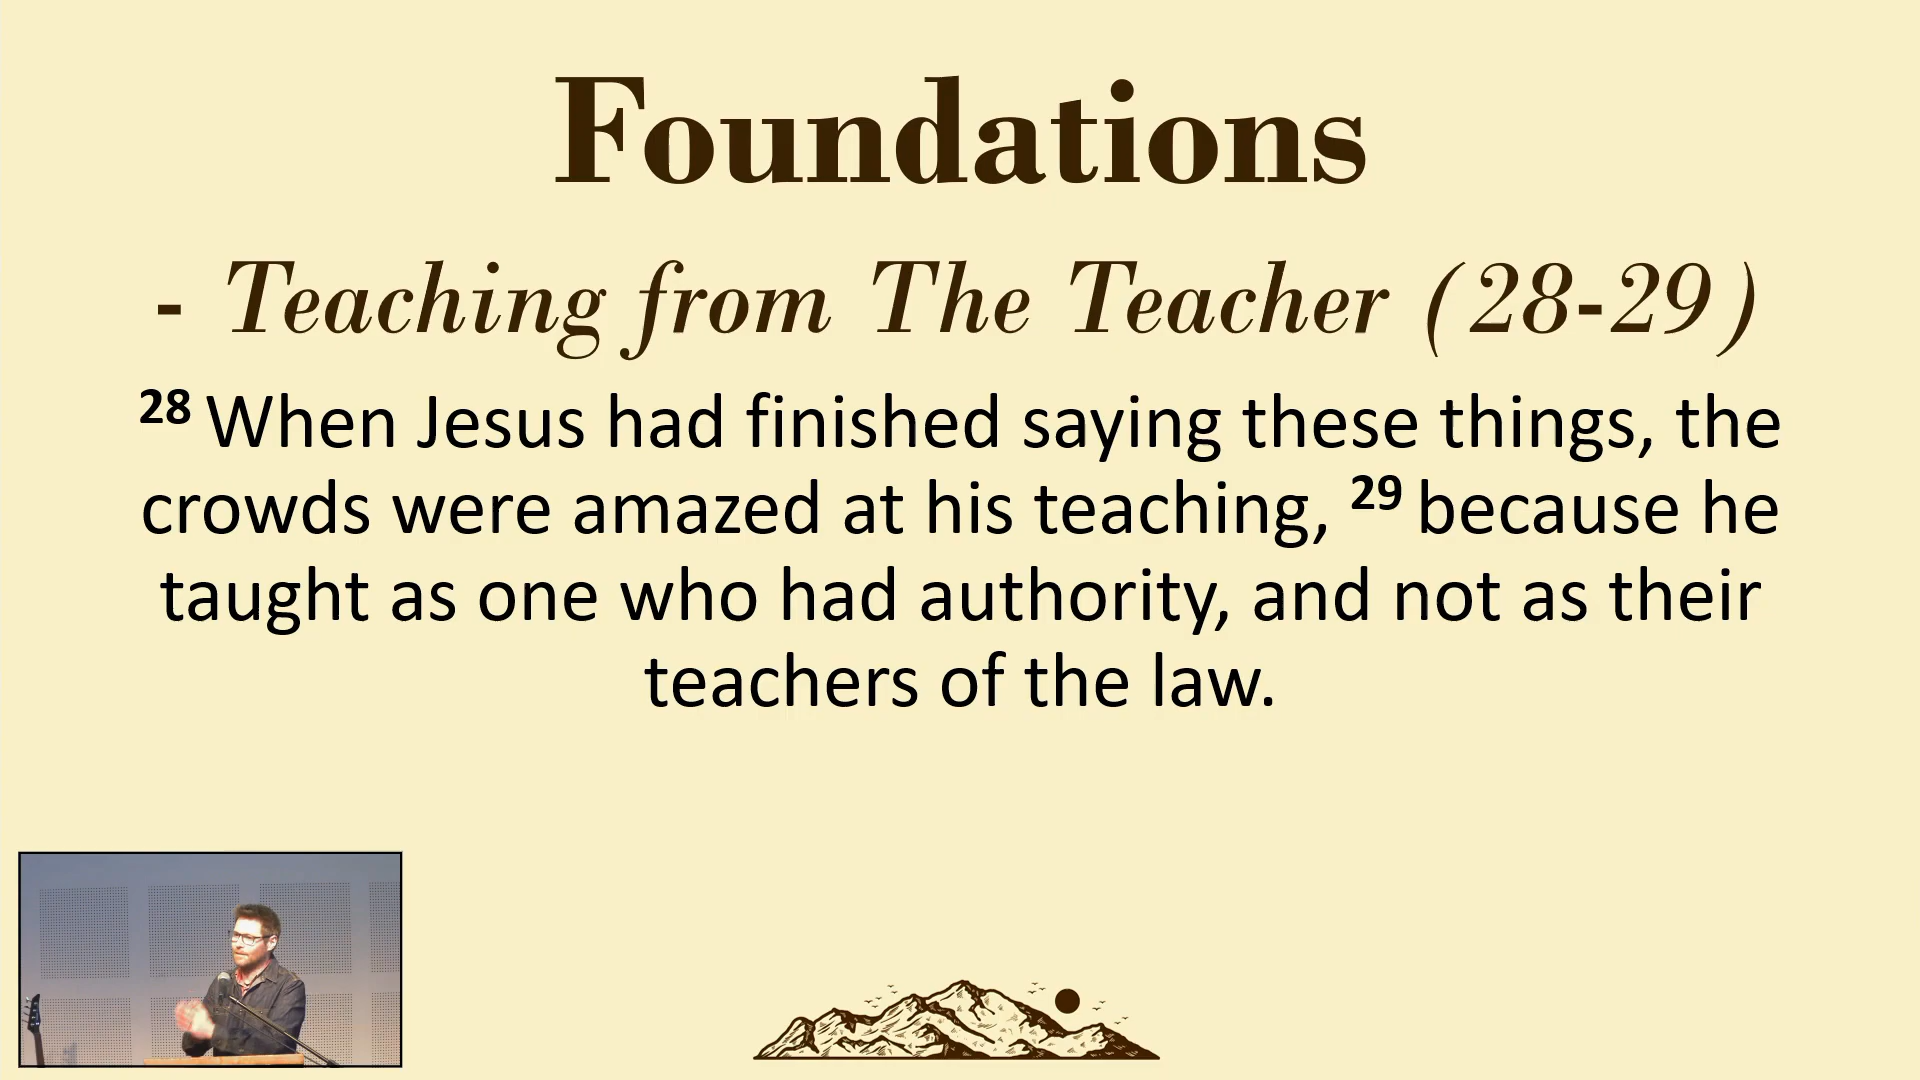 Foundations
- Teaching from The Teacher (28-29)
28 When Jesus had finished saying these things, the
crowds were amazed at his teaching, 29 because he
taught as one who had authority, and not as their
teachers of the law.